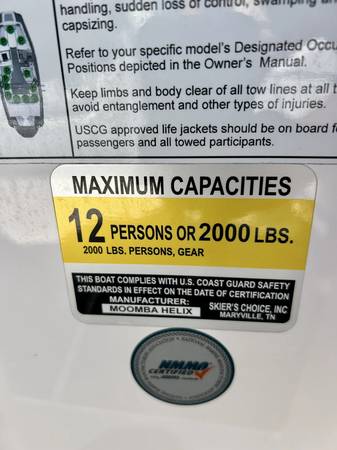 handling, sudden loss of control, swamping an
capsizing.
Refer to your specific model's Designated Occu
Positions depicted in the Owner's Manual.
Keep limbs and body clear of all tow lines at all t
avoid entanglement and other types of injuries.
USCG approved life jackets should be on board f
passengers and all towed participants.
MAXIMUM CAPACITIES
12 PERSONS OR 2000 LBS.
2000 LBS. PERSONS, GEAR
THIS BOAT COMPLIES WITH U.S. COAST GUARD SAFETY
STANDARDS IN EFFECT ON THE DATE OF CERTIFICATION
MANUFACTURER: SKIER'S CHOICE, INC
MOOMBA HELIX MARYVILLE, TN
NMMA
CERTIFIED